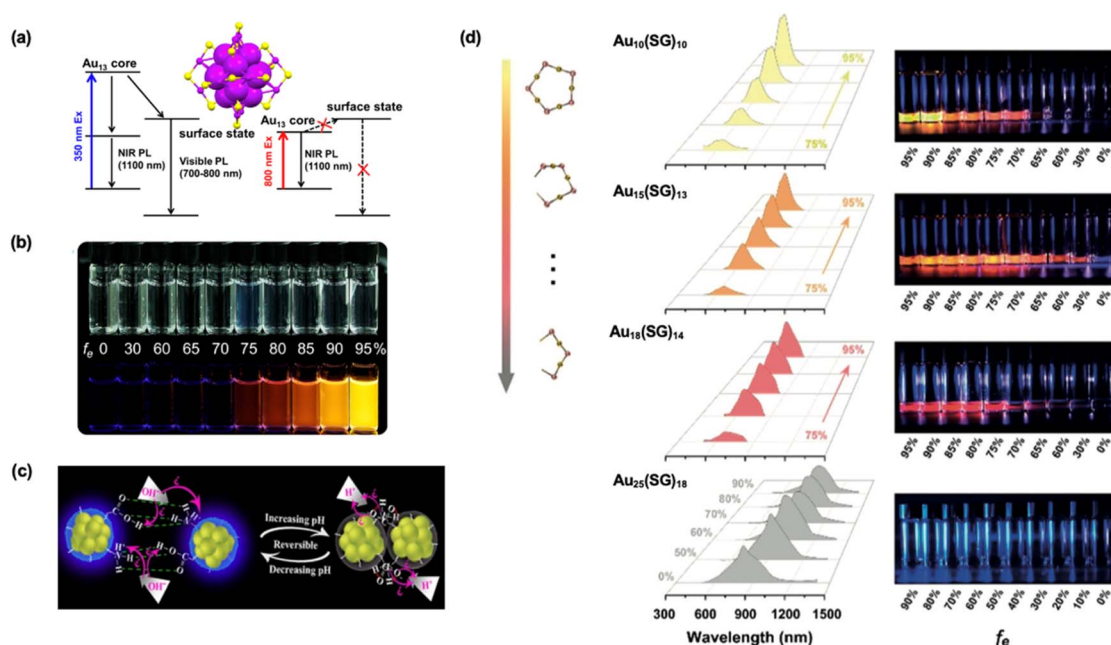 (a)
Au13 core
350 nm Ex
NIR PL
(1100 nm)
surface state
Visible PL
(700-800 nm)
Au13 core
surface state
800 nm Ex
NIR PL
(1100 nm)
(b)
fe 0 30 60 65 70 75 80 85 90 95%
(c)
OH-
OH-
Increasing pH
Reversible
Decreasing pH
H+
H+
(d)
Au10(SG)10
95%
75%
95% 90% 85% 80% 75% 70% 65% 60% 30% 0%
Au15(SG)13
95%
75%
95% 90% 85% 80% 75% 70% 65% 60% 30% 0%
Au18(SG)14
95%
75%
95% 90% 85% 80% 75% 70% 65% 60% 30% 0%
Au25(SG)18
90%
80%
70%
60%
50%
0%
300 600 900 1200 1500
Wavelength (nm)
90% 80% 70% 60% 50% 40% 30% 20% 10% 0%
fe